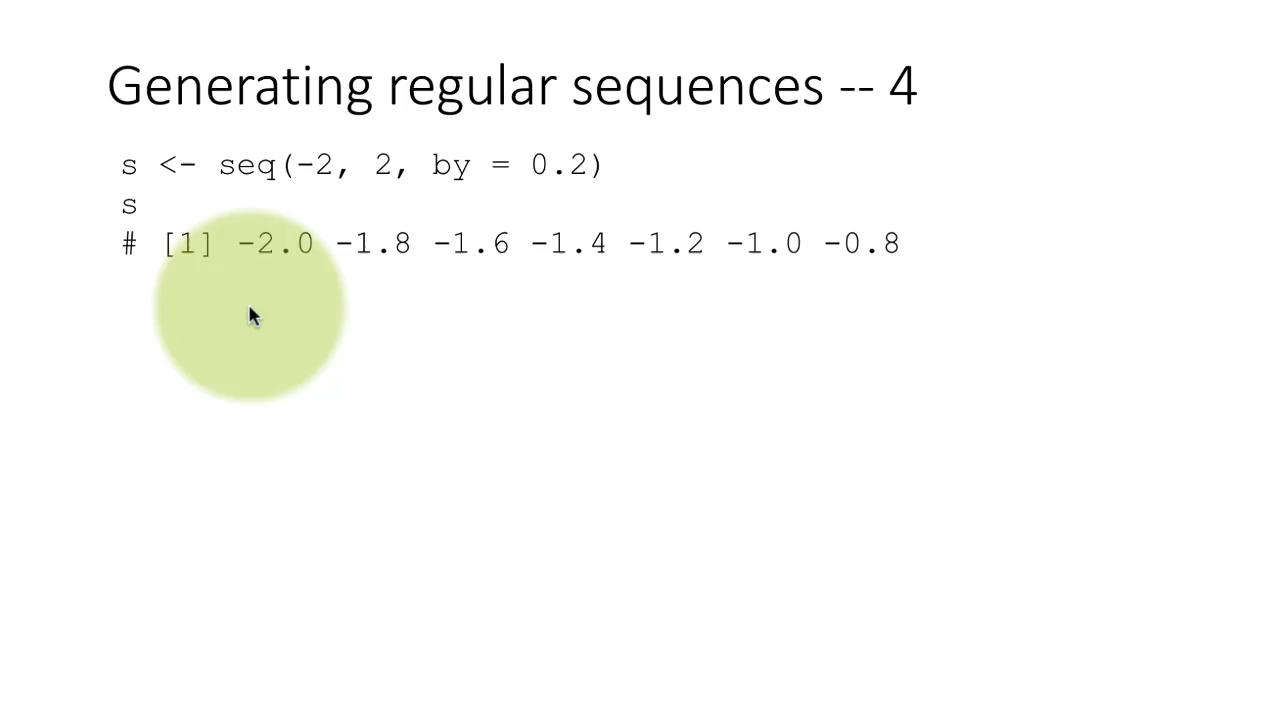 Generating regular sequences -- 4
s <- seq(-2, 2, by = 0.2)
s
# [1] -2.0 -1.8 -1.6 -1.4 -1.2 -1.0 -0.8